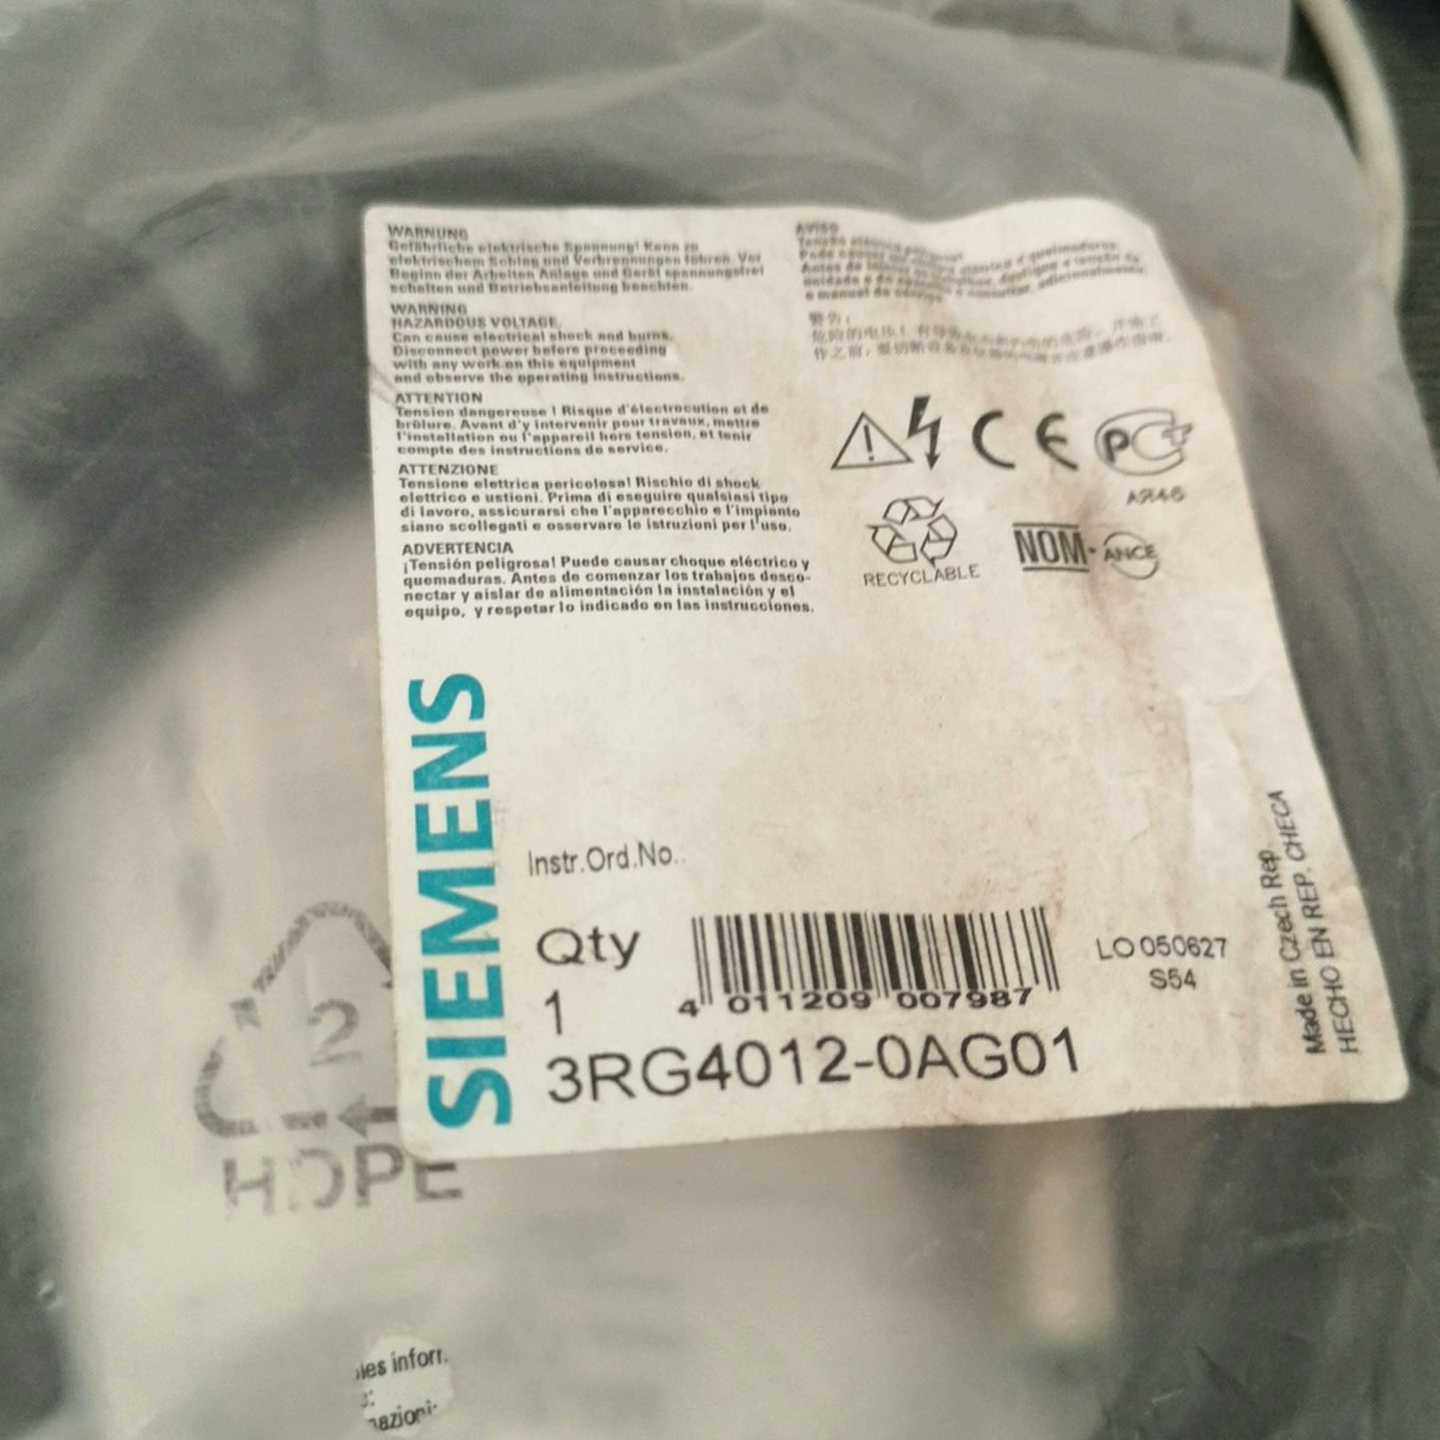 WARNUNG
Gefährliche elektrische Spannung! Kann zu
elektrischem Schlag und Verbrennungen führen. Vor
Beginn der Arbeiten Anlage und Gerät spannungsfrei
schalten und Betriebsanleitung beachten.
WARNING
HAZARDOUS VOLTAGE.
Can cause electrical shock and burns.
Disconnect power before proceeding
with any work on this equipment
and observe the operating instructions.
ATTENTION
Tension dangereuse ! Risque d'électrocution et de
brûlure. Avant d'y intervenir pour travaux, mettre
l'installation ou l'appareil hors tension, et tenir
compte des instructions de service.
ATTENZIONE
Tensione elettrica pericolosa! Rischio di shock
elettrico e ustioni. Prima di eseguire qualsiasi tipo
di lavoro, assicurarsi che l'apparecchio e l'impianto
siano scollegati e osservare le istruzioni per l'uso.
ADVERTENCIA
¡Tensión peligrosa! Puede causar choque eléctrico y
quemaduras. Antes de comenzar los trabajos desco-
nectar y aislar de alimentación la instalación y el
equipo, y respetar lo indicado en las instrucciones.
AVISO
警告：
CE
PCT
RECYCLABLE
NOM-ANCE
SIEMENS
Instr.Ord.No.
Qty
1
4 011209 007987
3RG4012-0AG01
LO 050627
S54
Made in Czech Rep
HECHO EN REP. CHECA
2
HDPE
les inforr
azioni